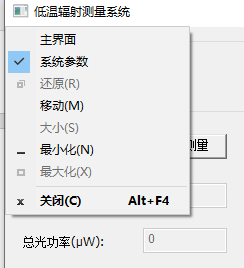 低温辐射测量系统
主界面
系统参数
还原(R)
移动(M)
大小(S)
最小化(N)
测量
最大化(X)
关闭(C) Alt+F4
总光功率(μW): 0